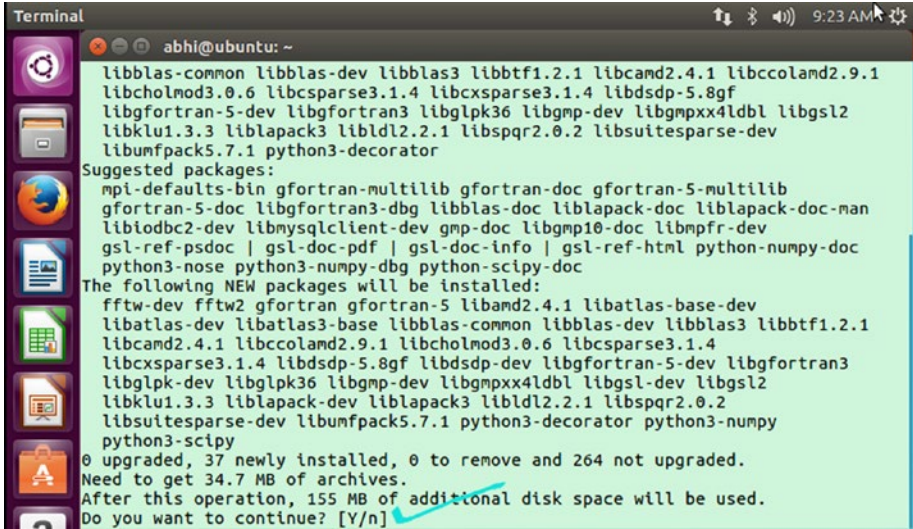 Terminal
9:23 AM
abhi@ubuntu: ~
libblas-common libblas-dev libblas3 libbtf1.2.1 libcamd2.4.1 libccolamd2.9.1
libcholmod3.0.6 libcsparse3.1.4 libcxsparse3.1.4 libdsdp-5.8gf
libgfortran-5-dev libgfortran3 libglpk36 libgmp-dev libgmpxx4ldbl libgsl2
libklu1.3.3 liblapack3 libldl2.2.1 libspqr2.0.2 libsuitesparse-dev
libumfpack5.7.1 python3-decorator
Suggested packages:
mpi-defaults-bin gfortran-multilib gfortran-doc gfortran-5-multilib
gfortran-5-doc libgfortran3-dbg libblas-doc liblapack-doc liblapack-doc-man
libiodbc2-dev libmysqlclient-dev gmp-doc libgmp10-doc libmpfr-dev
gsl-ref-psdoc | gsl-doc-pdf | gsl-doc-info | gsl-ref-html python-numpy-doc
python3-nose python3-numpy-dbg python-scipy-doc
The following NEW packages will be installed:
fftw-dev fftw2 gfortran gfortran-5 libamd2.4.1 libatlas-base-dev
libatlas-dev libatlas3-base libblas-common libblas-dev libblas3 libbtf1.2.1
libcamd2.4.1 libccolamd2.9.1 libcholmod3.0.6 libcsparse3.1.4
libcxsparse3.1.4 libdsdp-5.8gf libdsdp-dev libgfortran-5-dev libgfortran3
libglpk-dev libglpk36 libgmp-dev libgmpxx4ldbl libgsl-dev libgsl2
libklu1.3.3 liblapack-dev liblapack3 libldl2.2.1 libspqr2.0.2
libsuitesparse-dev libumfpack5.7.1 python3-decorator python3-numpy
python3-scipy
0 upgraded, 37 newly installed, 0 to remove and 264 not upgraded.
Need to get 34.7 MB of archives.
After this operation, 155 MB of additional disk space will be used.
Do you want to continue? [Y/n]